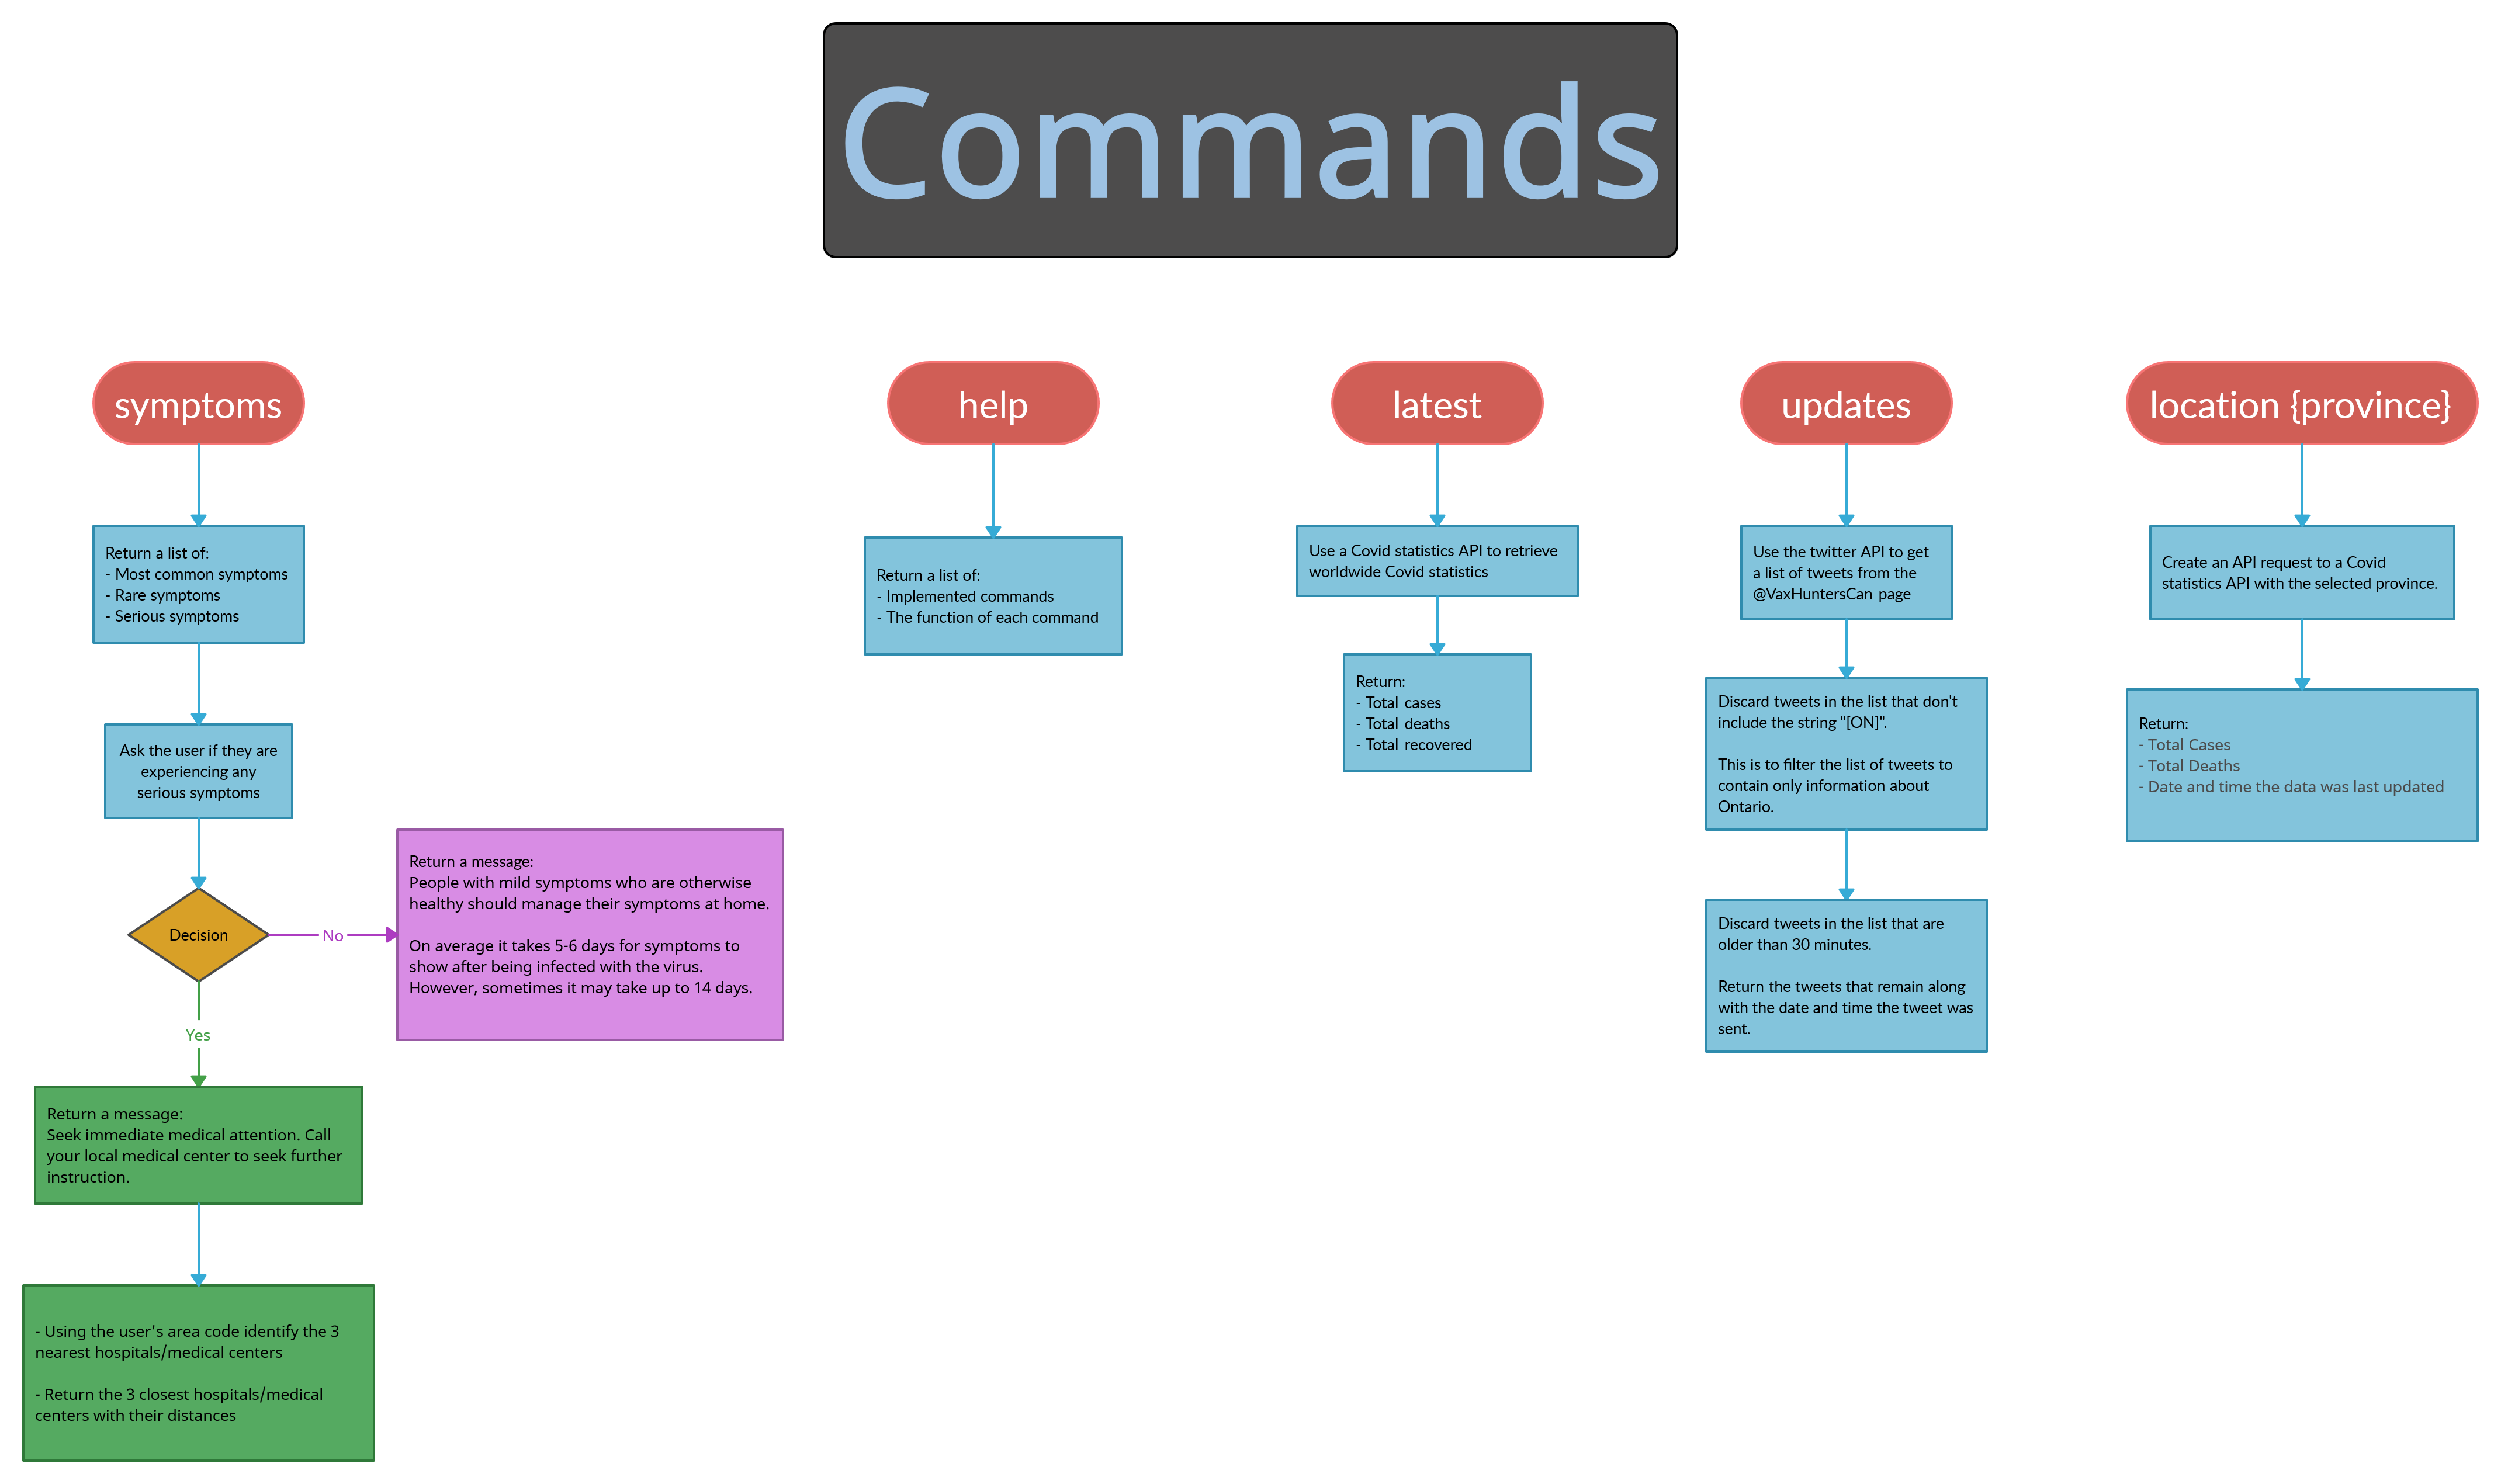 Commands
symptoms
Return a list of:
- Most common symptoms
- Rare symptoms
- Serious symptoms
Ask the user if they are
experiencing any
serious symptoms
Decision
No
Return a message:
People with mild symptoms who are otherwise
healthy should manage their symptoms at home.
On average it takes 5-6 days for symptoms to
show after being infected with the virus.
However, sometimes it may take up to 14 days.
Yes
Return a message:
Seek immediate medical attention. Call
your local medical center to seek further
instruction.
- Using the user's area code identify the 3
nearest hospitals/medical centers
- Return the 3 closest hospitals/medical
centers with their distances
help
Return a list of:
- Implemented commands
- The function of each command
latest
Use a Covid statistics API to retrieve
worldwide Covid statistics
Return:
- Total cases
- Total deaths
- Total recovered
updates
Use the twitter API to get
a list of tweets from the
@VaxHuntersCan page
Discard tweets in the list that don't
include the string "[ON]".
This is to filter the list of tweets to
contain only information about
Ontario.
Discard tweets in the list that are
older than 30 minutes.
Return the tweets that remain along
with the date and time the tweet was
sent.
location {province}
Create an API request to a Covid
statistics API with the selected province.
Return:
- Total Cases
- Total Deaths
- Date and time the data was last updated